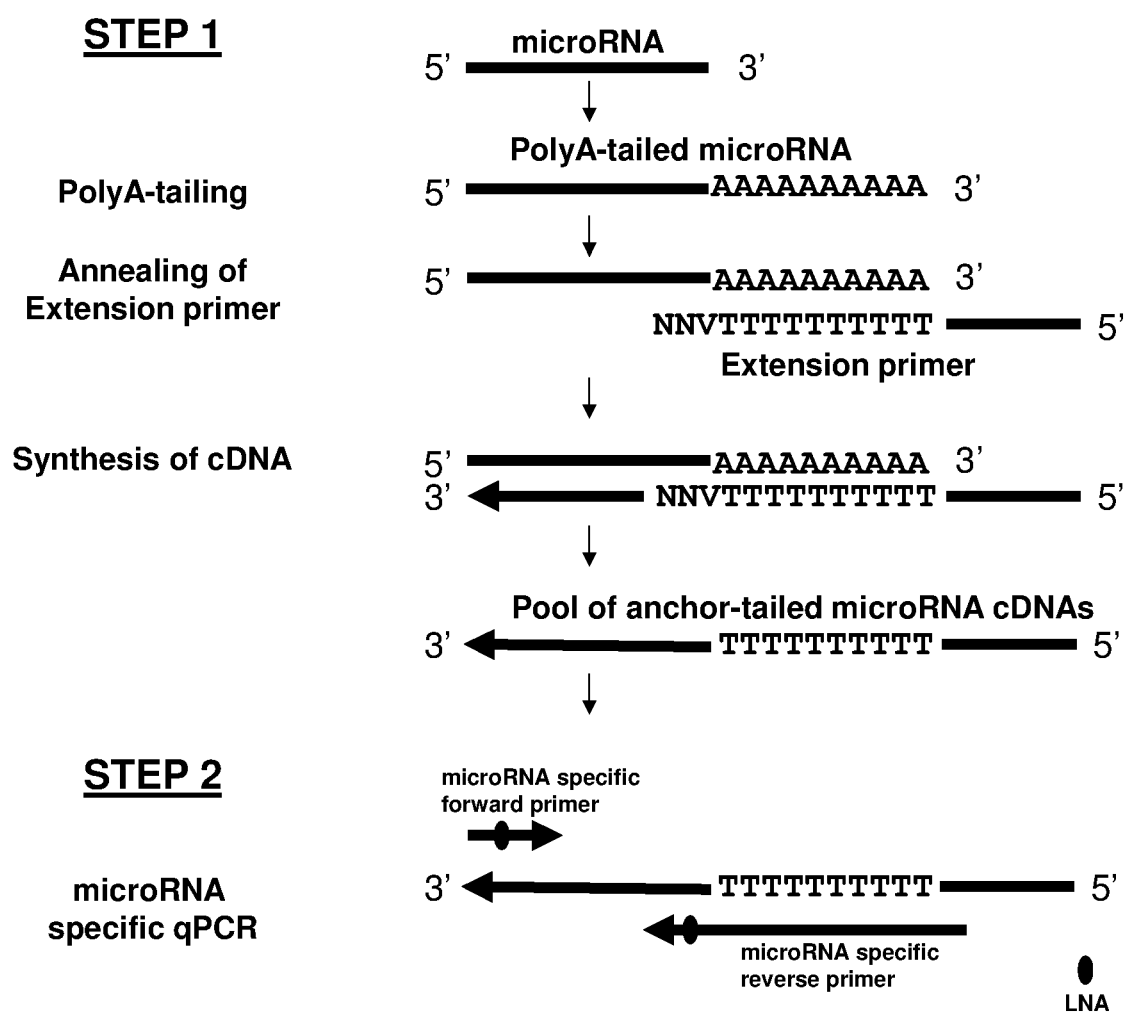 STEP 1
microRNA
5’ 3’
PolyA-tailed microRNA
PolyA-tailing
5’ AAAAAAAAAA 3’
Annealing of
Extension primer
5’ AAAAAAAAAA 3’
NNVTTTTTTTTTT 5’
Extension primer
Synthesis of cDNA
5’ AAAAAAAAAA 3’
3’ NNVTTTTTTTTTT 5’
Pool of anchor-tailed microRNA cDNAs
3’ TTTTTTTTTT 5’
STEP 2
microRNA specific
forward primer
microRNA
specific qPCR
3’ TTTTTTTTTT 5’
microRNA specific
reverse primer
LNA